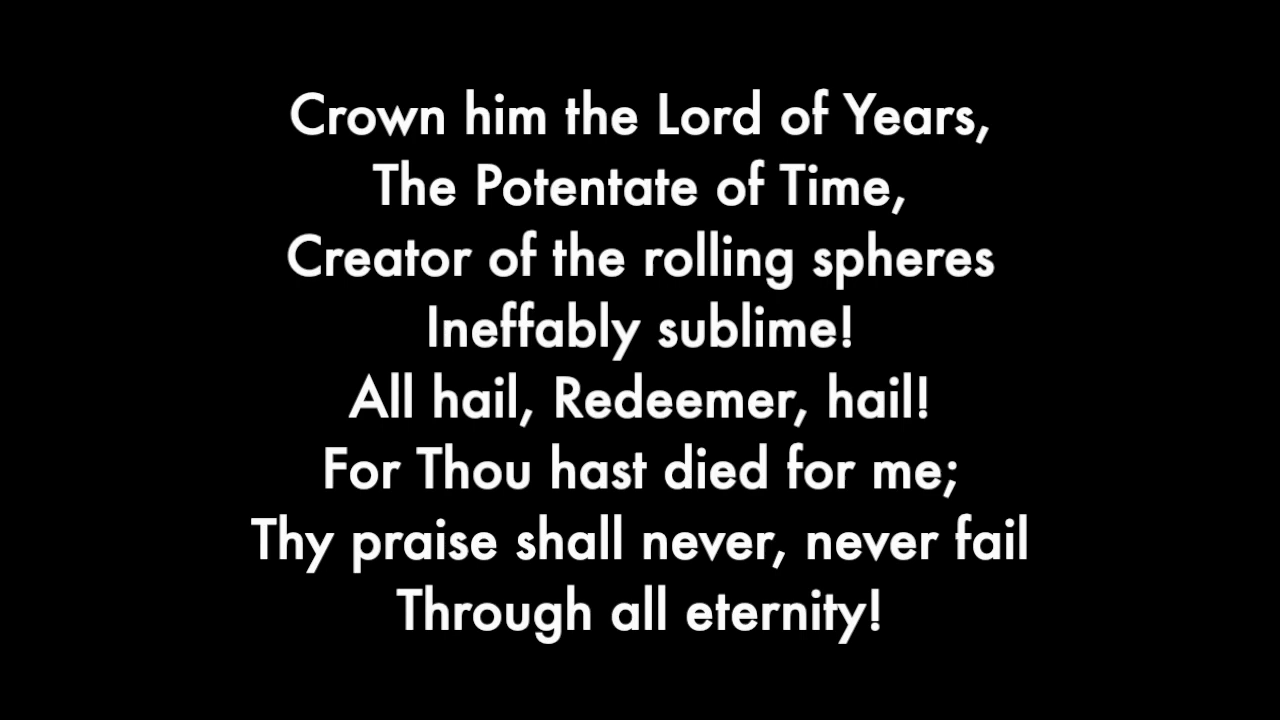 Crown him the Lord of Years,
The Potentate of Time,
Creator of the rolling spheres
Ineffably sublime!
All hail, Redeemer, hail!
For Thou hast died for me;
Thy praise shall never, never fail
Through all eternity!